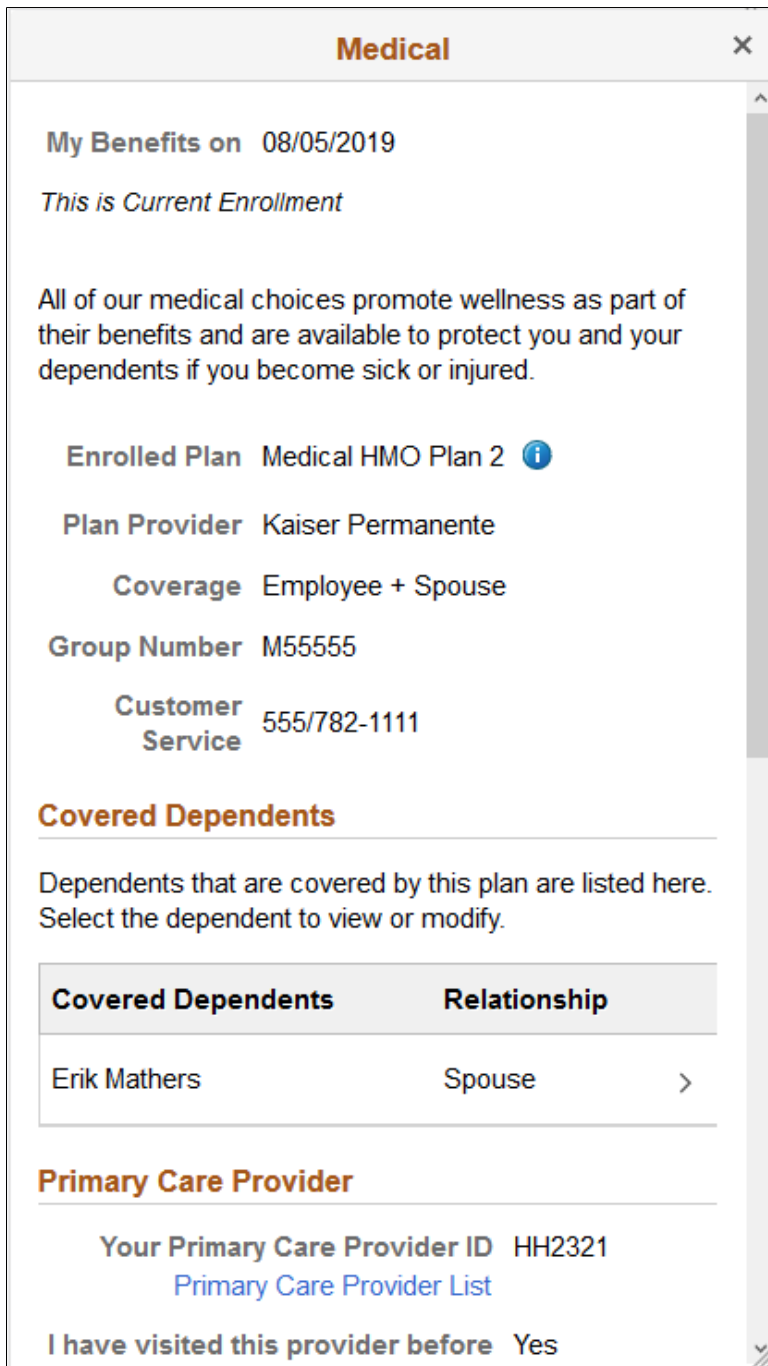 Medical
My Benefits on 08/05/2019
This is Current Enrollment
All of our medical choices promote wellness as part of
their benefits and are available to protect you and your
dependents if you become sick or injured.
Enrolled Plan Medical HMO Plan 2
Plan Provider Kaiser Permanente
Coverage Employee + Spouse
Group Number M55555
Customer
Service 555/782-1111
Covered Dependents
Dependents that are covered by this plan are listed here.
Select the dependent to view or modify.
Covered Dependents Relationship
Erik Mathers Spouse
Primary Care Provider
Your Primary Care Provider ID HH2321
Primary Care Provider List
I have visited this provider before Yes